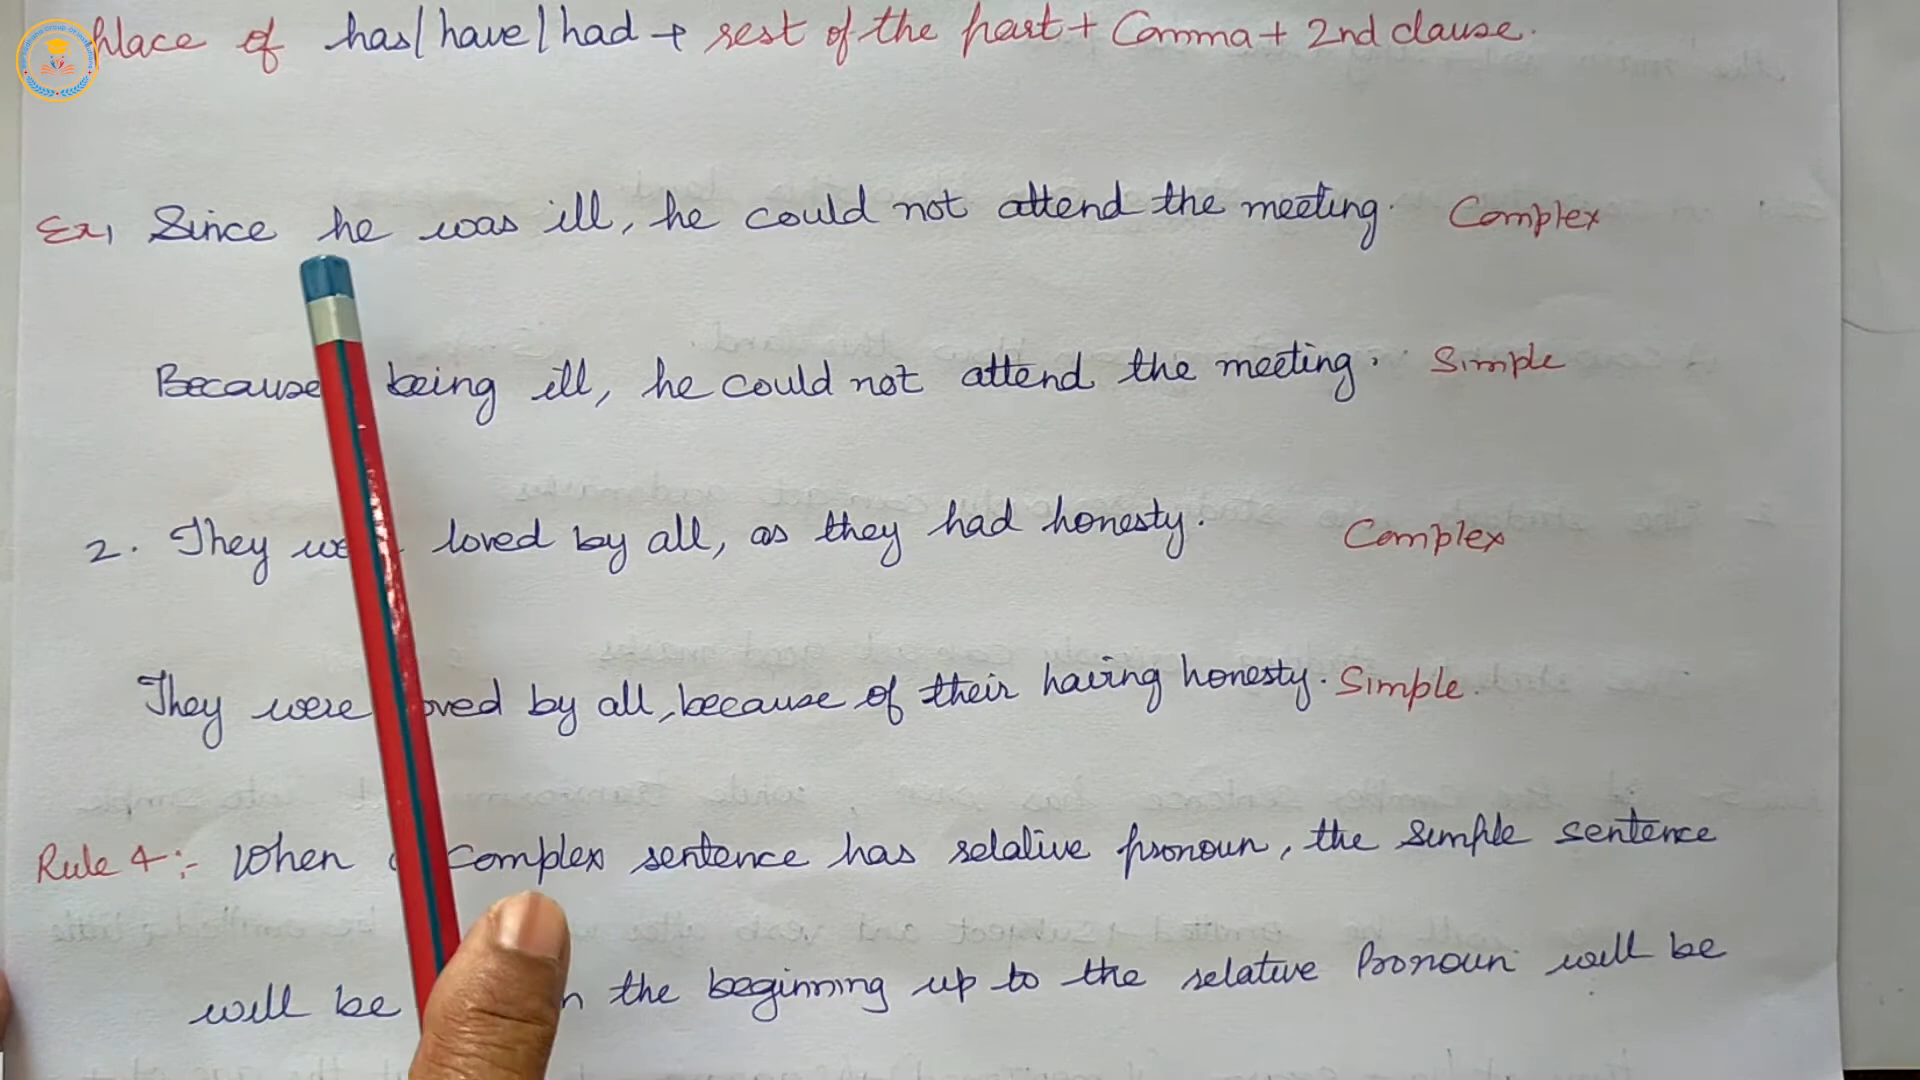 place of has/have/had + rest of the part + Comma + 2nd clause.
Ex1 Since he was ill, he could not attend the meeting. Complex
Because being ill, he could not attend the meeting. Simple
2. They we loved by all, as they had honesty. Complex
They were oved by all, because of their having honesty. Simple.
Rule 4:- When complex sentence has relative pronoun, the simple sentence
will be n the beginning up to the relative Pronoun will be